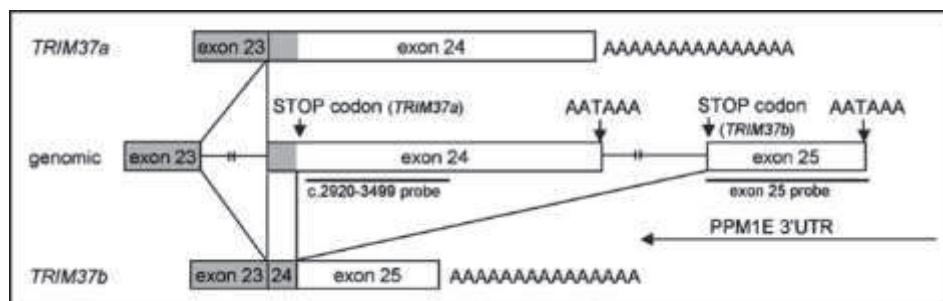 TRIM37a exon 23 exon 24 AAAAAAAAAAAAAAA
STOP codon (TRIM37a) AATAAA STOP codon AATAAA
(TRIM37b)
genomic exon 23 exon 24 exon 25
c.2920-3499 probe exon 25 probe
PPM1E 3'UTR
TRIM37b exon 23 24 exon 25 AAAAAAAAAAAAAAA